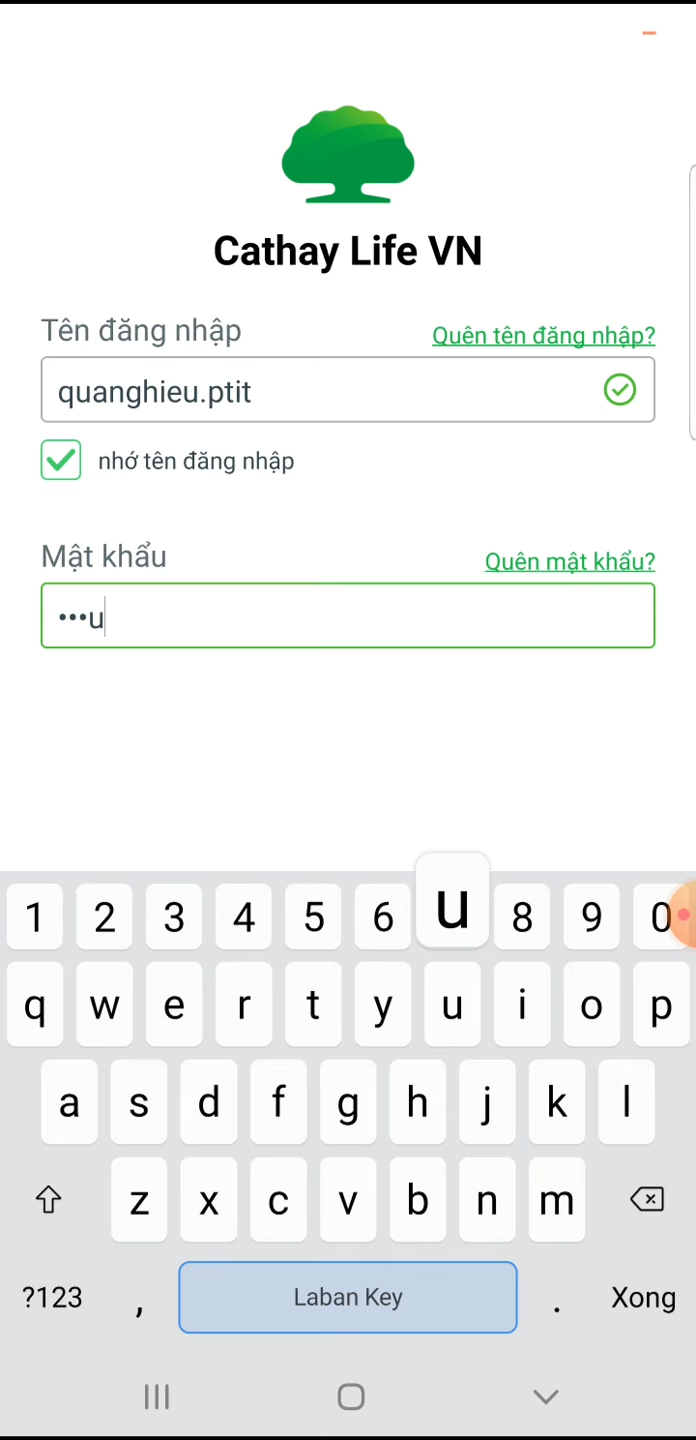 Cathay Life VN
Tên đăng nhập
Quên tên đăng nhập?
quanghieu.ptit
nhớ tên đăng nhập
Mật khẩu
Quên mật khẩu?
•••u
1 2 3 4 5 6 u 8 9 0
q w e r t y u i o p
a s d f g h j k l
z x c v b n m
?123 , Laban Key . Xong